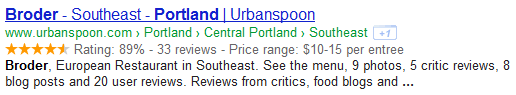 Broder - Southeast - Portland | Urbanspoon
www.urbanspoon.com › Portland › Central Portland › Southeast +1
Rating: 89% - 33 reviews - Price range: $10-15 per entree
Broder, European Restaurant in Southeast. See the menu, 9 photos, 5 critic reviews, 8
blog posts and 20 user reviews. Reviews from critics, food blogs and ...